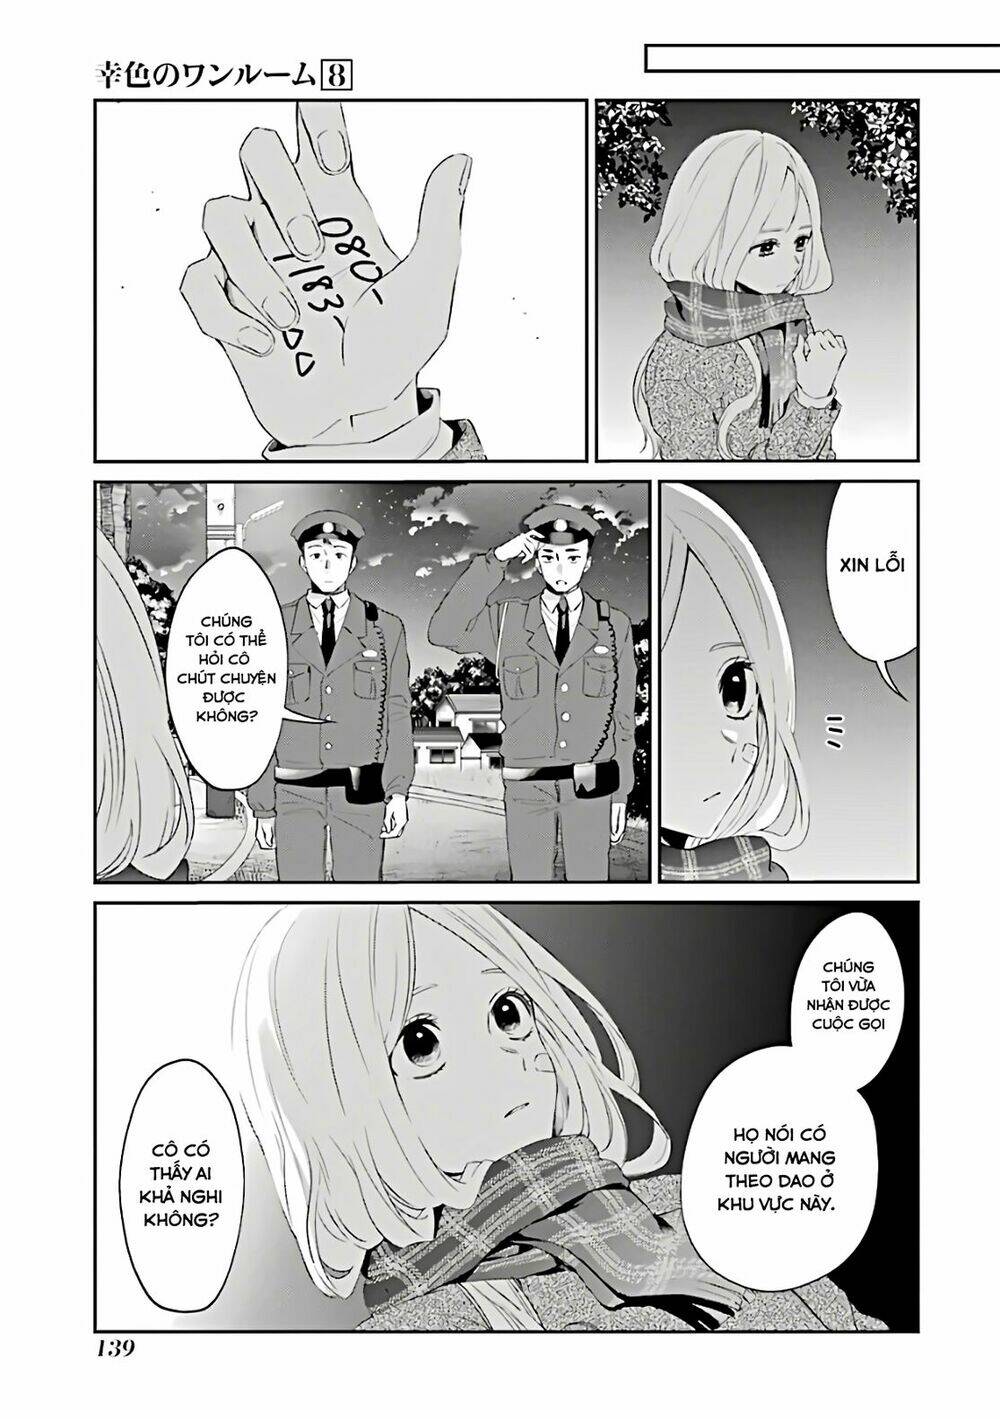 幸色のワンルーム 8
080-
1183-
△△
XIN LỖI
CHÚNG
TÔI CÓ THỂ
HỎI CÔ
CHÚT CHUYỆN
ĐƯỢC
KHÔNG?
CHÚNG
TÔI VỪA
NHẬN ĐƯỢC
CUỘC GỌI
HỌ NÓI CÓ
NGƯỜI MANG
THEO DAO Ở
KHU VỰC NÀY.
CÔ CÓ
THẤY AI
KHẢ NGHI
KHÔNG?
139